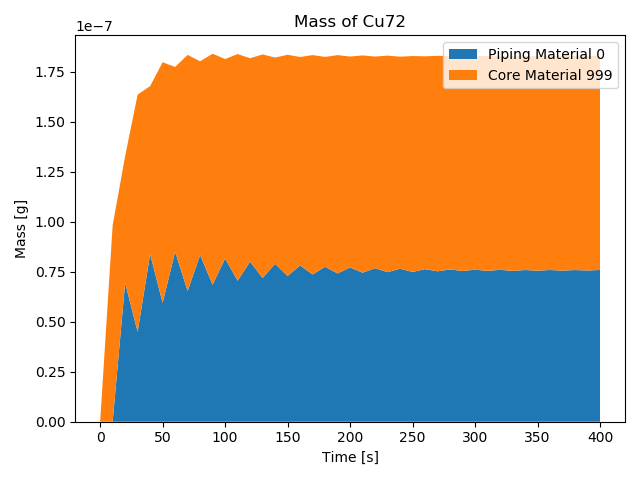 Mass of Cu72
1e−7
Piping Material 0
Core Material 999
1.75
1.50
1.25
1.00
0.75
0.50
0.25
0.00
Mass [g]
0 50 100 150 200 250 300 350 400
Time [s]